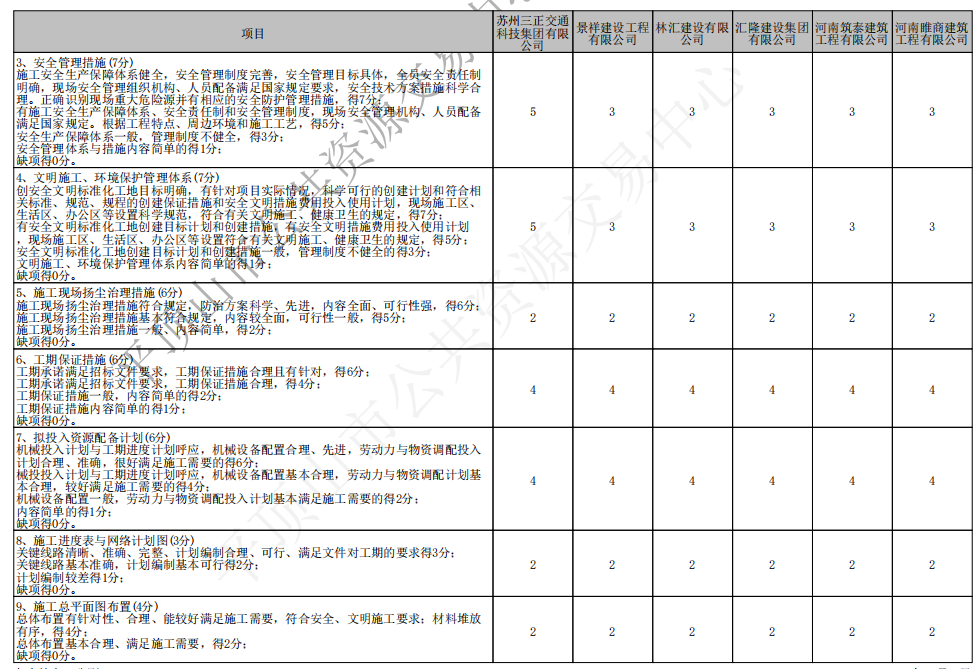 项目
苏州三正交通
科技集团有限
公司
景祥建设工程
有限公司
林汇建设有限
公司
汇隆建设集团
有限公司
河南筑泰建筑
工程有限公司
河南睢商建筑
工程有限公司
3、安全管理措施(7分)
施工安全生产保障体系健全，安全管理制度完善，安全管理目标具体，全员安全责任制
明确，现场安全管理组织机构、人员配备满足国家规定要求，安全技术方案措施科学合
理。正确识别现场重大危险源并有相应的安全防护管理措施，得7分；
有施工安全生产保障体系、安全责任制和安全管理制度，现场安全管理机构、人员配备
满足国家规定。根据工程特点、周边环境和施工工艺，得5分；
安全生产保障体系一般，管理制度不健全，得3分；
安全管理体系与措施内容简单的得1分；
缺项得0分。
5 3 3 3 3 3
4、文明施工、环境保护管理体系(7分)
创安全文明标准化工地目标明确，有针对项目实际情况，科学可行的创建计划和符合相
关标准、规范、规程的创建保证措施和安全文明措施费用投入使用计划，现场施工区、
生活区、办公区等设置科学规范，符合有关文明施工、健康卫生的规定，得7分；
有安全文明标准化工地创建目标计划和创建措施，有安全文明措施费用投入使用计划
，现场施工区、生活区、办公区等设置符合有关文明施工、健康卫生的规定，得5分；
安全文明标准化工地创建目标计划和创建措施一般，管理制度不健全的得3分；
文明施工、环境保护管理体系内容简单的得1分；
缺项得0分。
5 3 3 3 3 3
5、施工现场扬尘治理措施(6分)
施工现场扬尘治理措施符合规定，防治方案科学、先进，内容全面、可行性强，得6分；
施工现场扬尘治理措施基本符合规定，内容较全面，可行性一般，得5分；
施工现场扬尘治理措施一般、内容简单，得2分；
缺项得0分。
2 2 2 2 2 2
6、工期保证措施(6分)
工期承诺满足招标文件要求，工期保证措施合理且有针对，得6分；
工期承诺满足招标文件要求，工期保证措施合理，得4分；
工期保证措施一般，内容简单的得2分；
工期保证措施内容简单的得1分；
缺项得0分。
4 4 4 4 4 4
7、拟投入资源配备计划(6分)
机械投入计划与工期进度计划呼应，机械设备配置合理、先进，劳动力与物资调配投入
计划合理、准确，很好满足施工需要的得6分；
械投投入计划与工期进度计划呼应，机械设备配置基本合理，劳动力与物资调配计划基
本合理，较好满足施工需要的得4分；
机械设备配置一般，劳动力与物资调配投入计划基本满足施工需要的得2分；
内容简单的得1分；
缺项得0分。
4 4 4 4 4 4
8、施工进度表与网络计划图(3分)
关键线路清晰、准确、完整、计划编制合理、可行、满足文件对工期的要求得3分；
关键线路基本准确，计划编制基本可行得2分；
计划编制较差得1分；
缺项得0分。
2 2 2 2 2 2
9、施工总平面图布置(4分)
总体布置有针对性、合理、能较好满足施工需要，符合安全、文明施工要求；材料堆放
有序，得4分；
总体布置基本合理、满足施工需要，得2分；
缺项得0分。
2 2 2 2 2 2
平顶山市公共资源交易中心